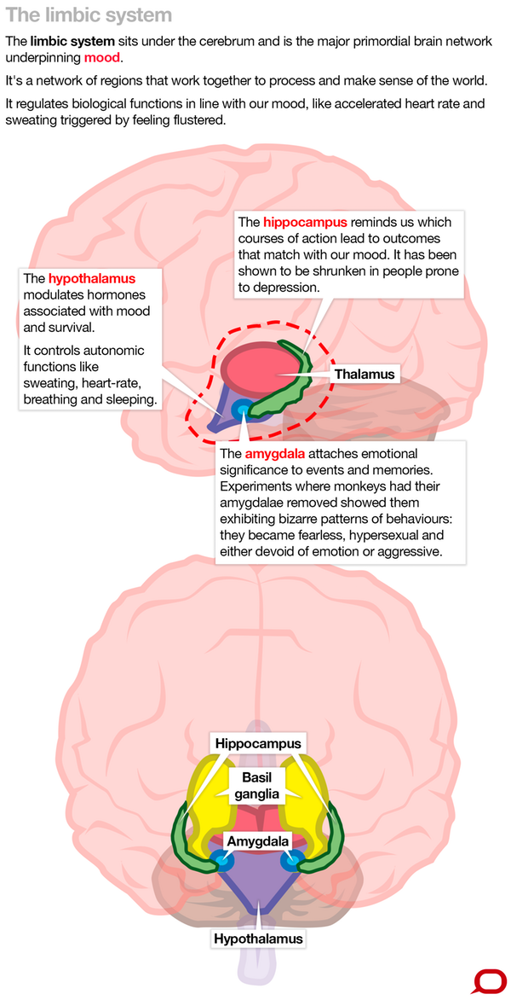 The limbic system
The limbic system sits under the cerebrum and is the major primordial brain network
underpinning mood.
It's a network of regions that work together to process and make sense of the world.
It regulates biological functions in line with our mood, like accelerated heart rate and
sweating triggered by feeling flustered.
The hippocampus reminds us which
courses of action lead to outcomes
that match with our mood. It has been
shown to be shrunken in people prone
to depression.
The hypothalamus
modulates hormones
associated with mood
and survival.
It controls autonomic
functions like
sweating, heart-rate,
breathing and sleeping.
Thalamus
The amygdala attaches emotional
significance to events and memories.
Experiments where monkeys had their
amygdalae removed showed them
exhibiting bizarre patterns of behaviours:
they became fearless, hypersexual and
either devoid of emotion or aggressive.
Hippocampus
Basil
ganglia
Amygdala
Hypothalamus